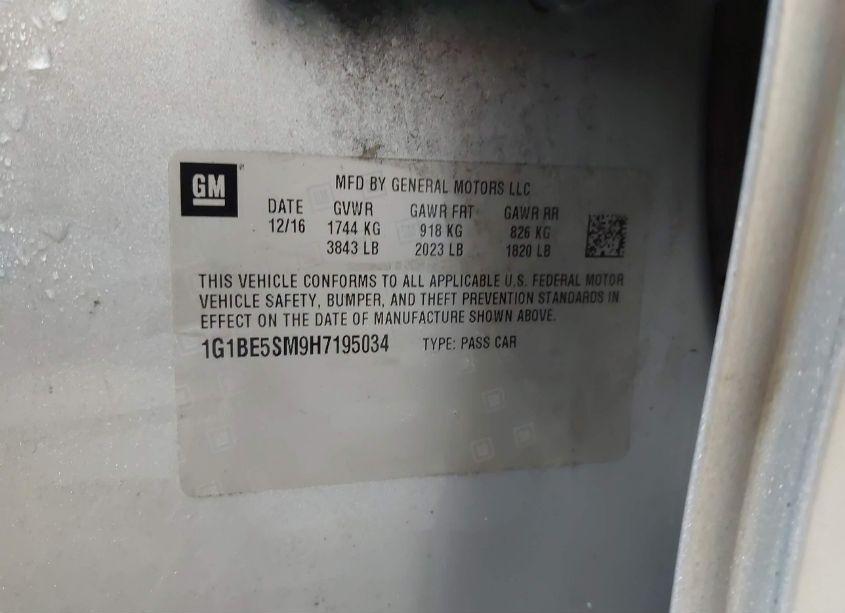 GM
MFD BY GENERAL MOTORS LLC
DATE GVWR GAWR FRT GAWR RR
12/16 1744 KG 918 KG 826 KG
3843 LB 2023 LB 1820 LB
THIS VEHICLE CONFORMS TO ALL APPLICABLE U.S. FEDERAL MOTOR
VEHICLE SAFETY, BUMPER, AND THEFT PREVENTION STANDARDS IN
EFFECT ON THE DATE OF MANUFACTURE SHOWN ABOVE.
1G1BE5SM9H7195034 TYPE: PASS CAR